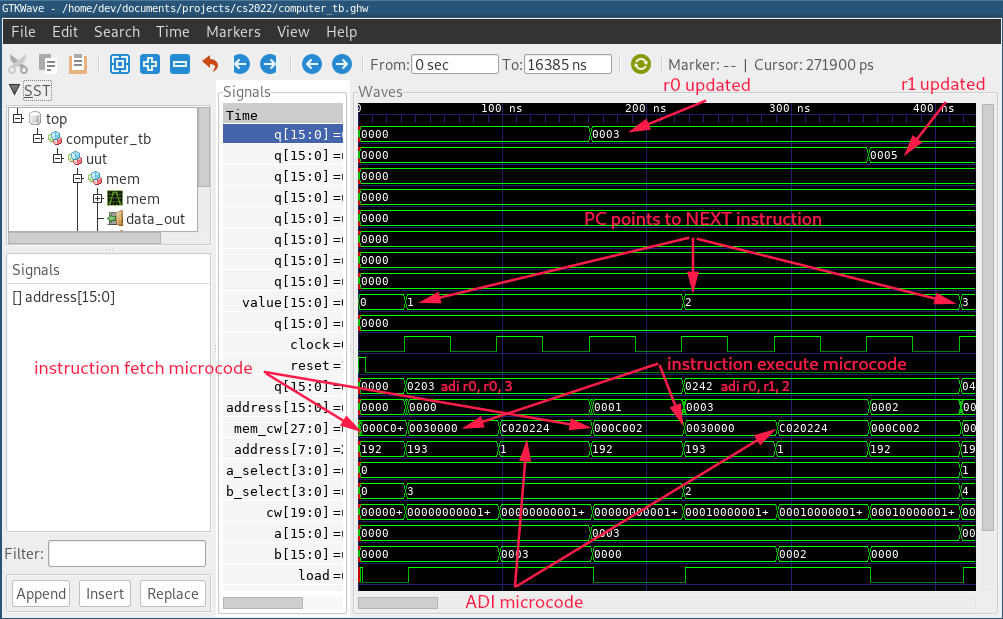 GTKWave - /home/dev/documents/projects/cs2022/computer_tb.ghw
File Edit Search Time Markers View Help
From: 0 sec To: 16385 ns Marker: -- | Cursor: 271900 ps
r0 updated r1 updated
SST Signals Waves
Time 100 ns 200 ns 300 ns 400 ns
top
computer_tb
uut
mem
mem
data_out
q[15:0] 0000 0003
q[15:0] 0000 0005
q[15:0] 0000
q[15:0] 0000
q[15:0] 0000
PC points to NEXT instruction
q[15:0] 0000
q[15:0] 0000
q[15:0] 0000
value[15:0] 0 1 2 3
q[15:0] 0000
clock
reset
instruction fetch microcode instruction execute microcode
q[15:0] 0000 0203 adi r0, r0, 3 0242 adi r0, r1, 2 04
address[15:0] 0000 0000 0001 0003 0002 00
mem_cw[27:0] 000C0+ 0030000 C020224 000C002 0030000 C020224 000C002 00
address[7:0] 192 193 1 192 193 1 192 19
a_select[3:0] 0 1
b_select[3:0] 0 3 2 4
cw[19:0] 00000+ 00000000001+ 00000000001+ 00000000001+ 00010000001+ 00010000001+ 00010000001+ 00
a[15:0] 0000 0003 00
b[15:0] 0000 0003 0000 0002 0000
load
ADI microcode
Signals
[] address[15:0]
Filter:
Append Insert Replace